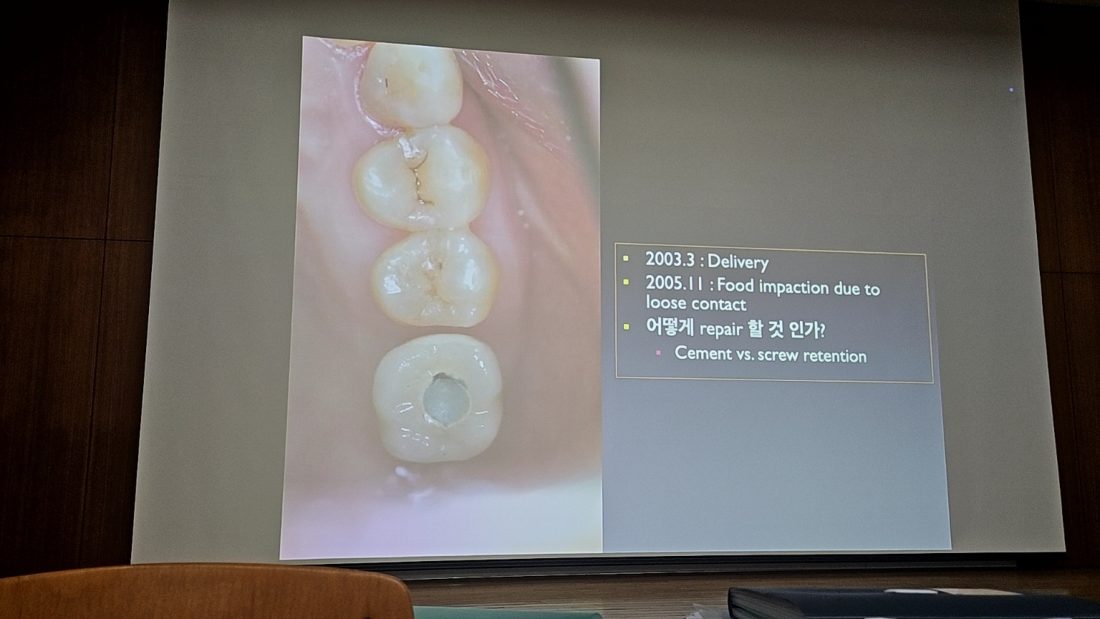 2003.3 : Delivery
2005.11 : Food impaction due to
loose contact
어떻게 repair 할 것 인가?
Cement vs. screw retention